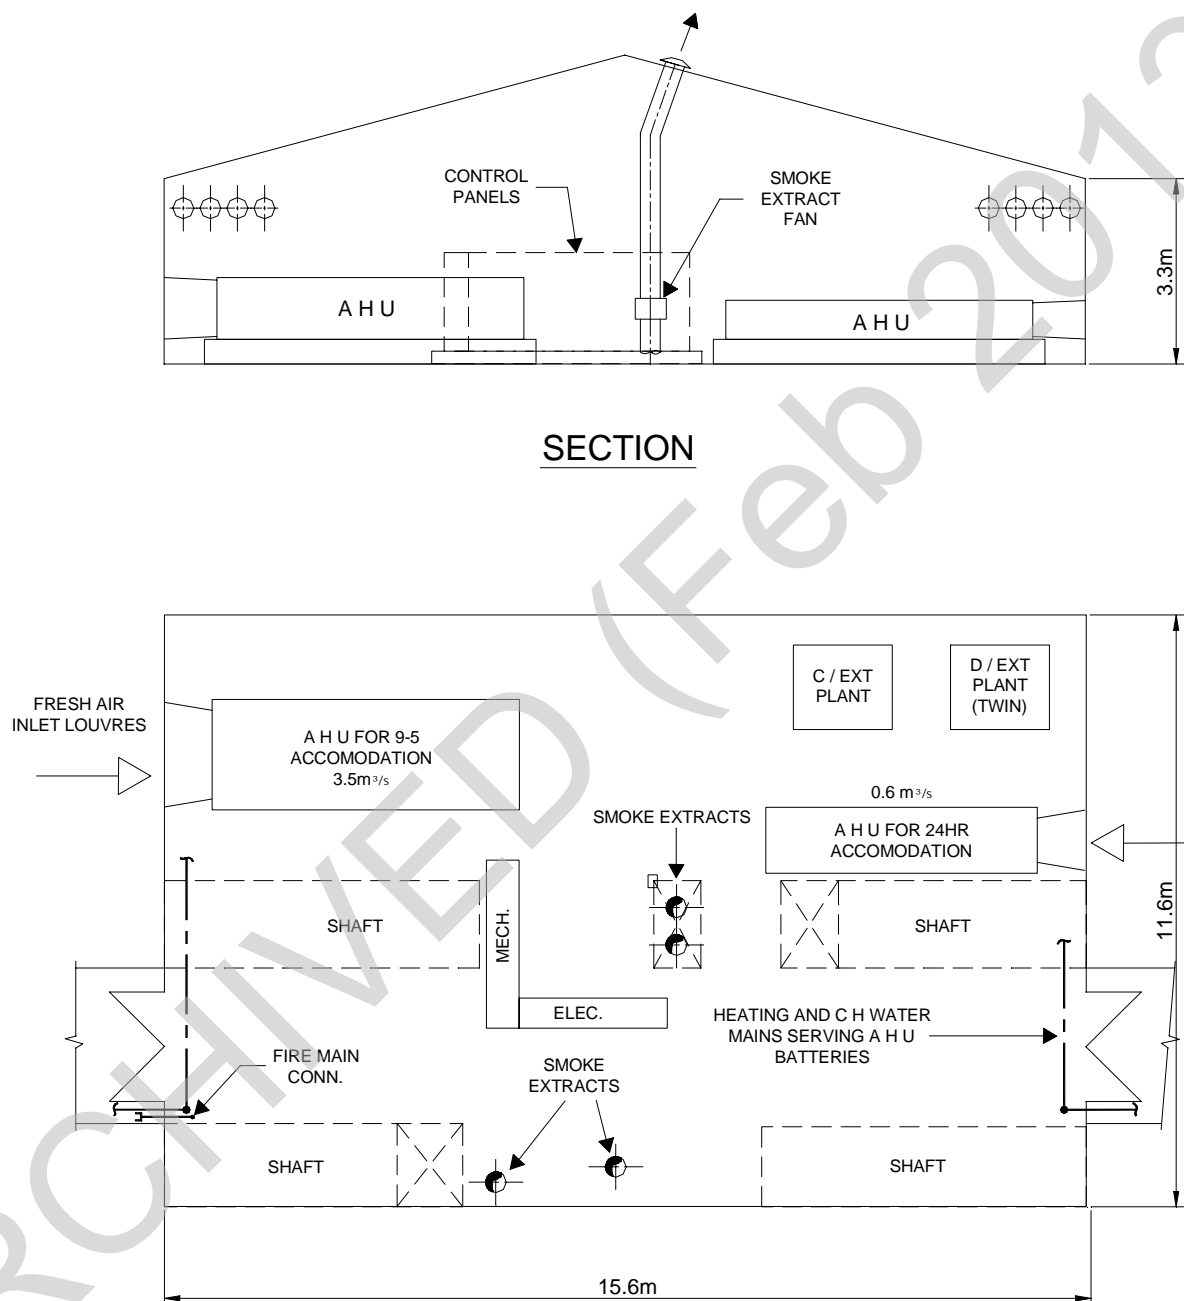 CONTROL
PANELS
SMOKE
EXTRACT
FAN
3.3m
A H U
A H U
SECTION
C / EXT
PLANT
D / EXT
PLANT
(TWIN)
FRESH AIR
INLET LOUVRES
A H U FOR 9-5
ACCOMODATION
3.5m³/s
0.6 m³/s
SMOKE EXTRACTS
A H U FOR 24HR
ACCOMODATION
11.6m
SHAFT
MECH.
SHAFT
ELEC.
HEATING AND C H WATER
MAINS SERVING A H U
BATTERIES
FIRE MAIN
CONN.
SMOKE
EXTRACTS
SHAFT
SHAFT
15.6m
RCHIVED (Feb 201